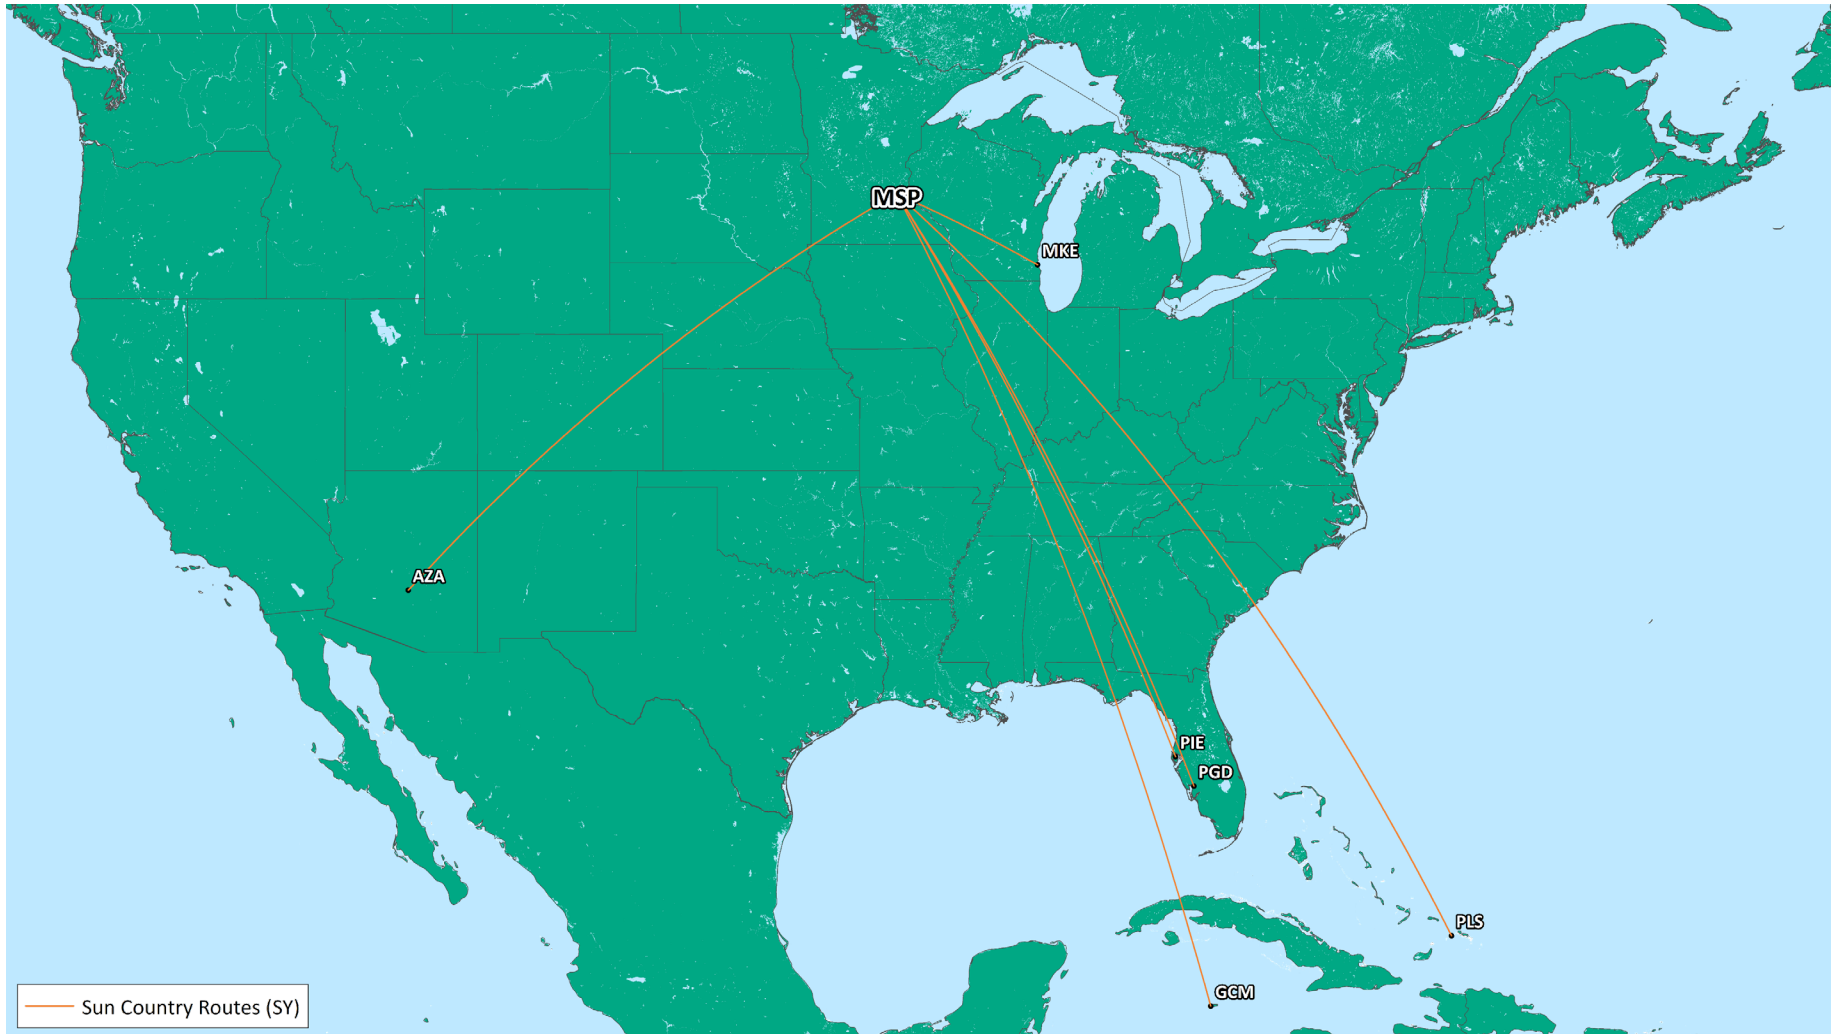 MSP
MKE
AZA
PIE
PGD
PLS
GCM
Sun Country Routes (SY)